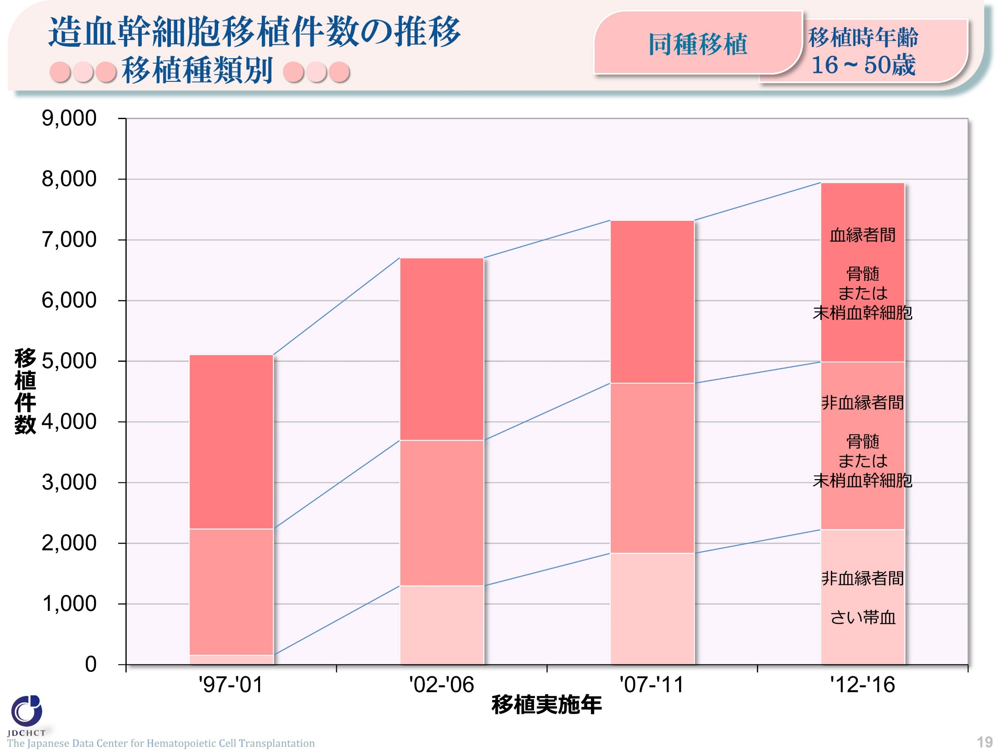 造血幹細胞移植件数の推移
移植種類別
同種移植
移植時年齢
16～50歳
9,000
8,000
7,000
6,000
5,000
4,000
3,000
2,000
1,000
0
移植件数
血縁者間
骨髄
または
末梢血幹細胞
非血縁者間
骨髄
または
末梢血幹細胞
非血縁者間
さい帯血
'97-'01
'02-'06
'07-'11
'12-'16
移植実施年
JDCHCT
The Japanese Data Center for Hematopoietic Cell Transplantation
19